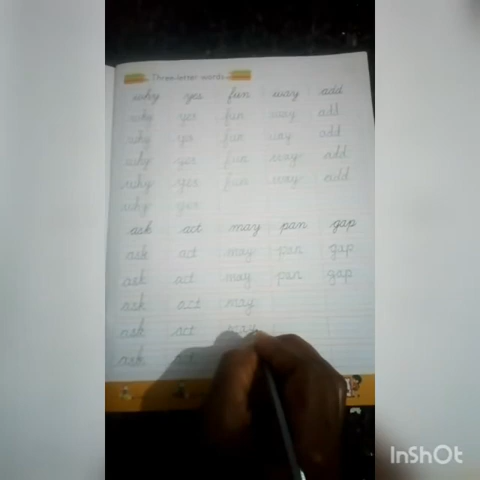 Three letter words
why yes fun way add
why yes fun way add
why yes fun way add
why yes fun way add
why yes fun way add
why yes
ask act may pan gap
ask act may pan gap
ask act may pan gap
ask act may
ask act may
ask act
InShOt